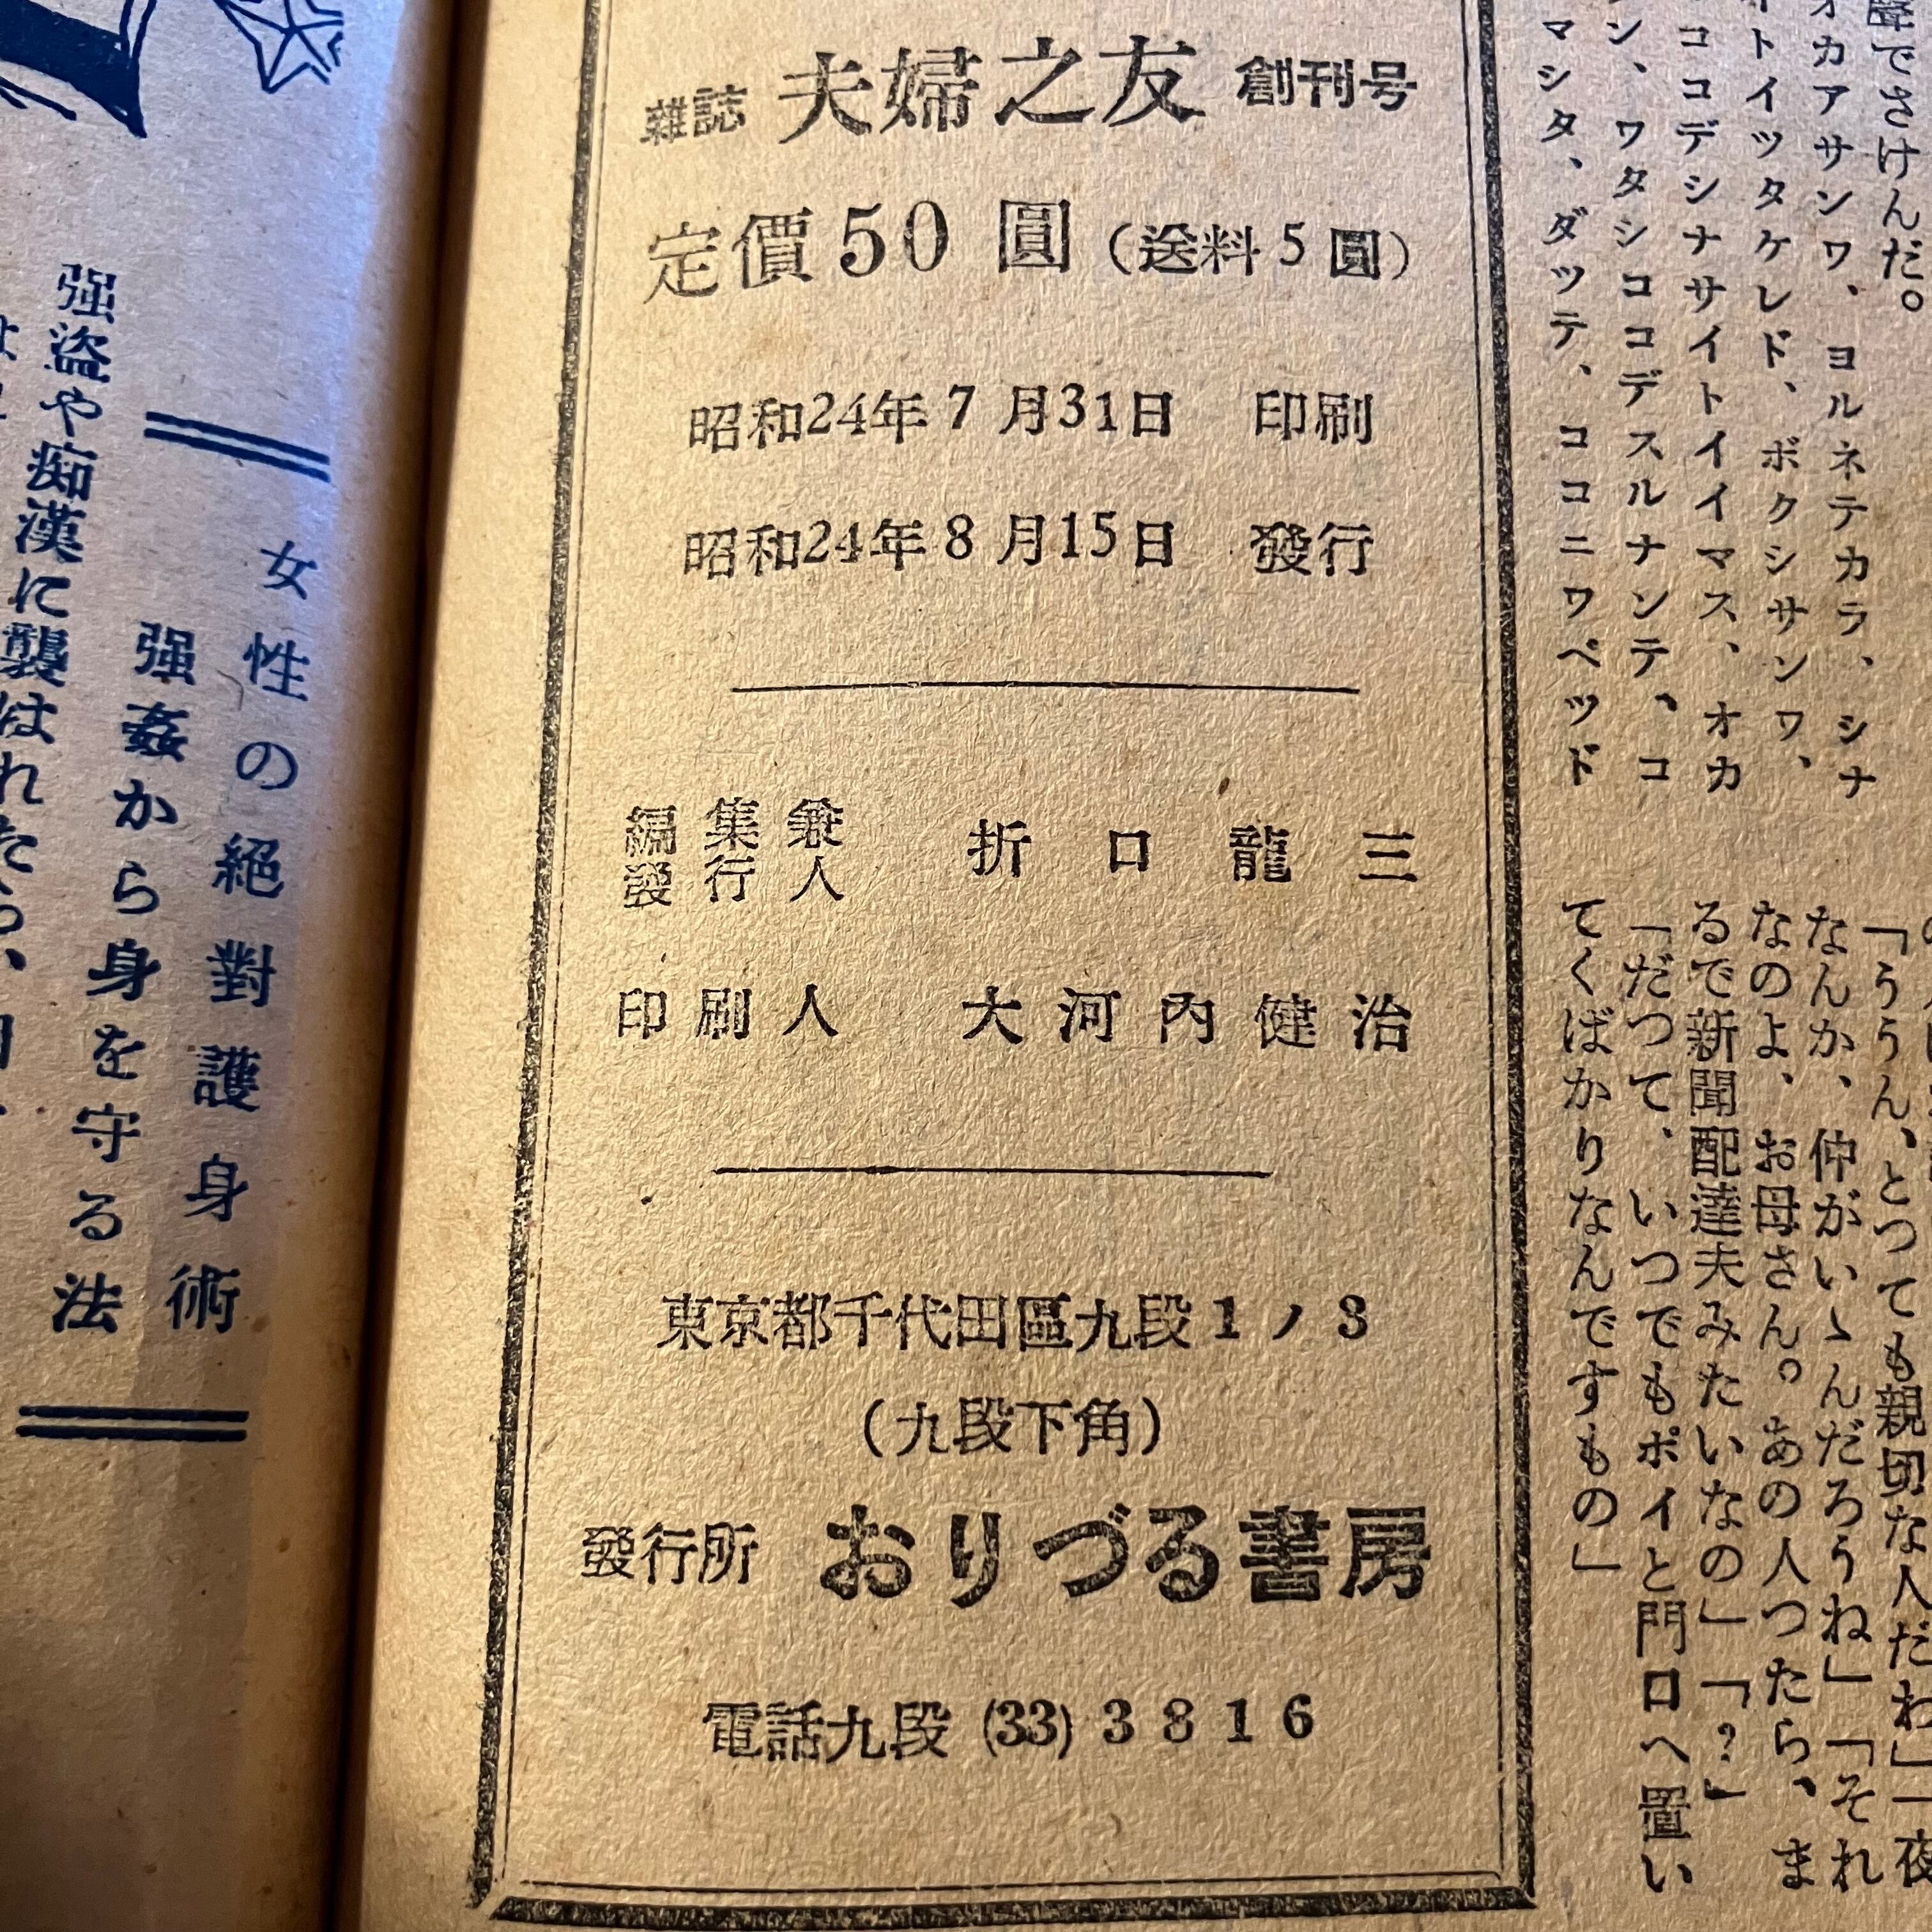 雜誌 夫婦之友 創刊号
定價50圓(送料5圓)
昭和24年7月31日 印刷
昭和24年8月15日 發行
編集兼
發行人 折口龍三
印刷人 大河內健治
東京都千代田區九段1ノ3
(九段下角)
發行所 おりづる書房
電話九段(33)3816
でさけんだ。
オカアサンワ、ヨルネテカラ、シナ
トイツタケレド、ボクシサンワ、
ココデシナサイトイイマス、オカ
ン、ワタシココデスルナンテ、コ
マシタ、ダツテ、ココニワベツド
「ううん、とつても親切な人だわ」一夜
なんか、仲がいゝんだろうね」「それ
なのよ、お母さん。あの人つたら、ま
るで新聞配達夫みたいなの」「?」
「だつて、いつでもポイと門口へ置い
てくばかりなんですもの」
女性の絕對護身術
强姦から身を守る法
强盜や痴漢に襲はれたら、